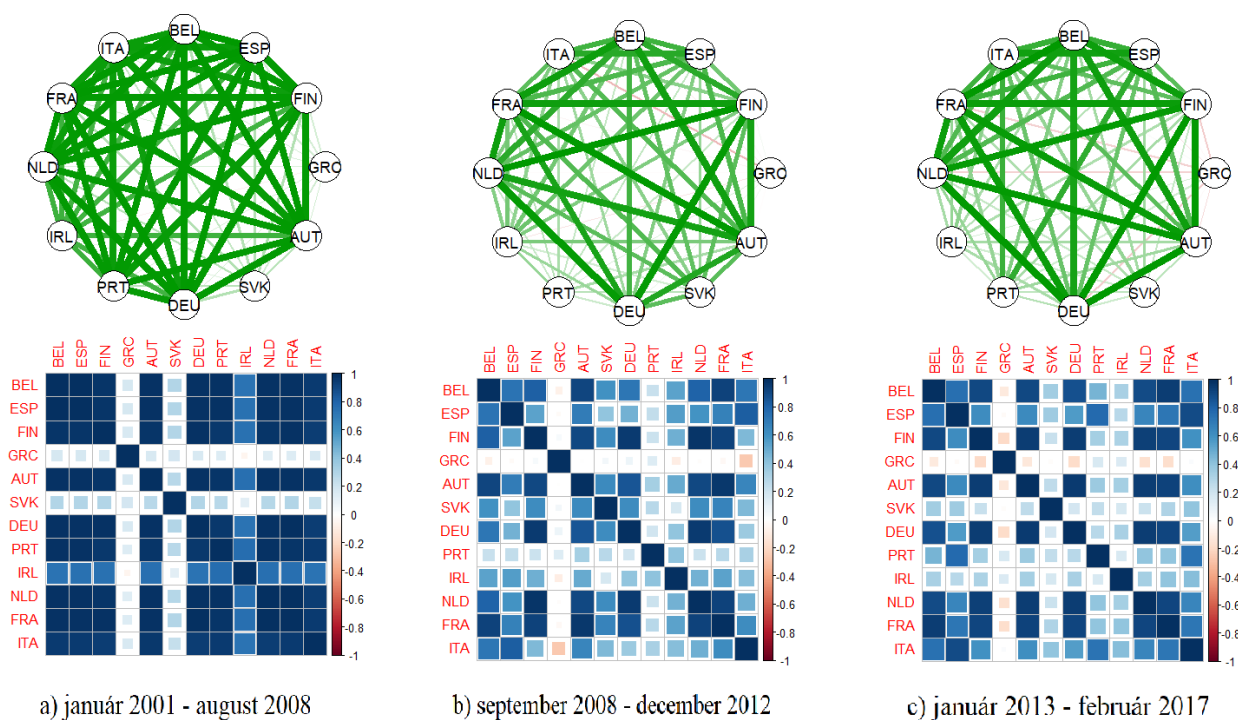 BEL
ITA ESP
FRA FIN
NLD GRC
IRL AUT
PRT SVK
DEU
BEL
ITA ESP
FRA FIN
NLD GRC
IRL AUT
PRT SVK
DEU
BEL
ITA ESP
FRA FIN
NLD GRC
IRL AUT
PRT SVK
DEU
BEL ESP FIN GRC AUT SVK DEU PRT IRL NLD FRA ITA
BEL
ESP
FIN
GRC
AUT
SVK
DEU
PRT
IRL
NLD
FRA
ITA
1
0.8
0.6
0.4
0.2
0
-0.2
-0.4
-0.6
-0.8
-1
BEL ESP FIN GRC AUT SVK DEU PRT IRL NLD FRA ITA
BEL
ESP
FIN
GRC
AUT
SVK
DEU
PRT
IRL
NLD
FRA
ITA
1
0.8
0.6
0.4
0.2
0
-0.2
-0.4
-0.6
-0.8
-1
BEL ESP FIN GRC AUT SVK DEU PRT IRL NLD FRA ITA
BEL
ESP
FIN
GRC
AUT
SVK
DEU
PRT
IRL
NLD
FRA
ITA
1
0.8
0.6
0.4
0.2
0
-0.2
-0.4
-0.6
-0.8
-1
a) január 2001 - august 2008
b) september 2008 - december 2012
c) január 2013 - február 2017